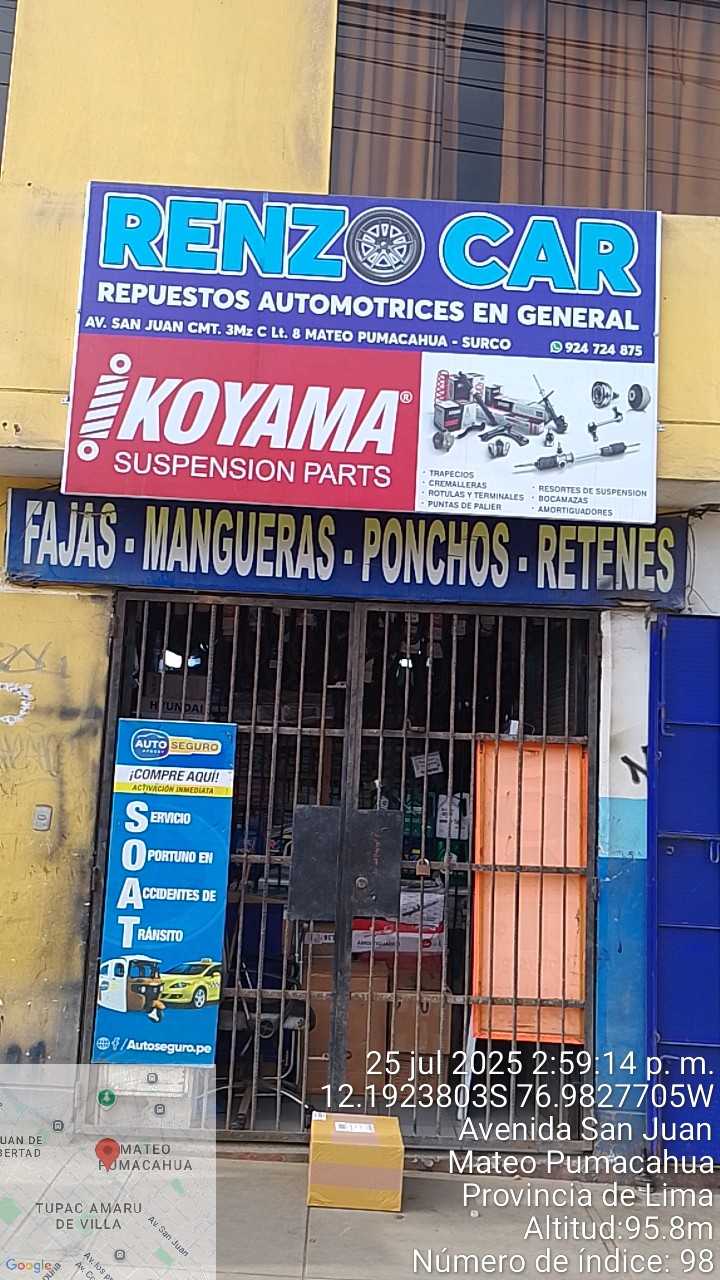 RENZO CAR
REPUESTOS AUTOMOTRICES EN GENERAL
AV. SAN JUAN CMT. 3Mz C Lt. 8 MATEO PUMACAHUA - SURCO
924 724 875
KOYAMA®
SUSPENSION PARTS
· TRAPECIOS
· CREMALLERAS
· ROTULAS Y TERMINALES
· PUNTAS DE PALIER
· RESORTES DE SUSPENSION
· BOCAMAZAS
· AMORTIGUADORES
FAJAS - MANGUERAS - PONCHOS - RETENES
HYUNDAI
AUTO SEGURO
¡COMPRE AQUÍ!
ACTIVACIÓN INMEDIATA
SERVICIO
OPORTUNO EN
ACCIDENTES DE
TRÁNSITO
/Autoseguro.pe
25 jul 2025 2:59:14 p. m.
12.1923803S 76.9827705W
Avenida San Juan
Mateo Pumacahua
Provincia de Lima
Altitud:95.8m
Número de índice: 98
MATEO
PUMACAHUA
TUPAC AMARU
DE VILLA
Av. San Juan
Google